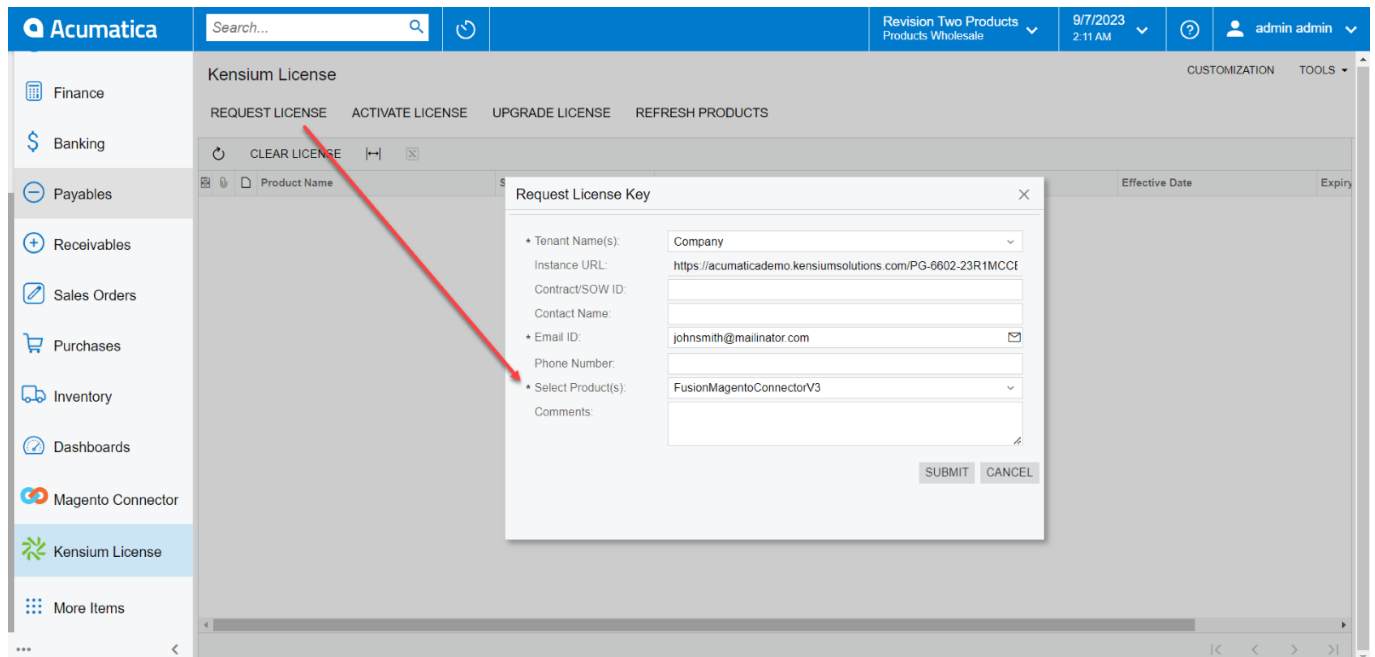 Acumatica
Search...
Revision Two Products
Products Wholesale
9/7/2023
2:11 AM
admin admin
Finance
Banking
Payables
Receivables
Sales Orders
Purchases
Inventory
Dashboards
Magento Connector
Kensium License
More Items
Kensium License
CUSTOMIZATION TOOLS
REQUEST LICENSE ACTIVATE LICENSE UPGRADE LICENSE REFRESH PRODUCTS
CLEAR LICENSE
Product Name
Effective Date
Request License Key
* Tenant Name(s): Company
Instance URL: https://acumaticademo.kensiumsolutions.com/PG-6602-23R1MCCE
Contract/SOW ID:
Contact Name:
* Email ID: johnsmith@mailinator.com
Phone Number:
* Select Product(s): FusionMagentoConnectorV3
Comments:
SUBMIT CANCEL